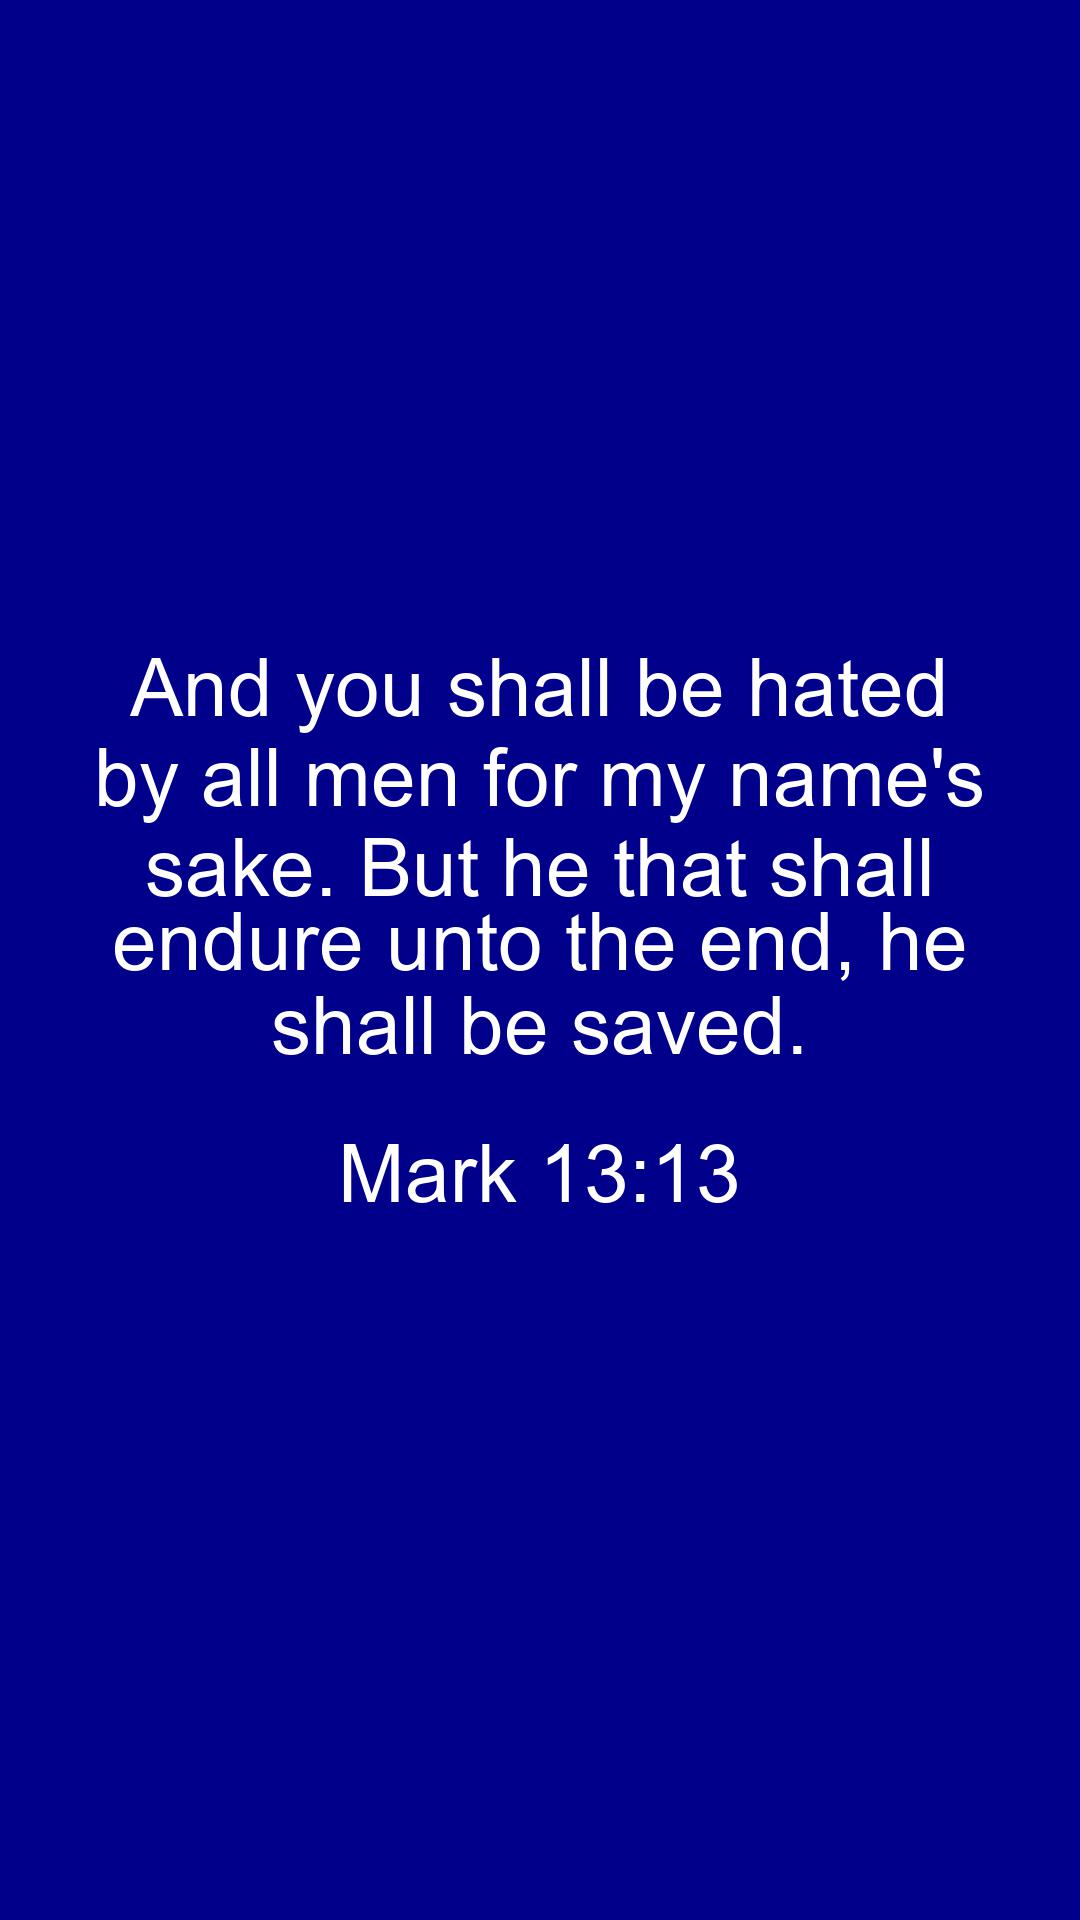 And you shall be hated
by all men for my name's
sake. But he that shall
endure unto the end, he
shall be saved.
Mark 13:13